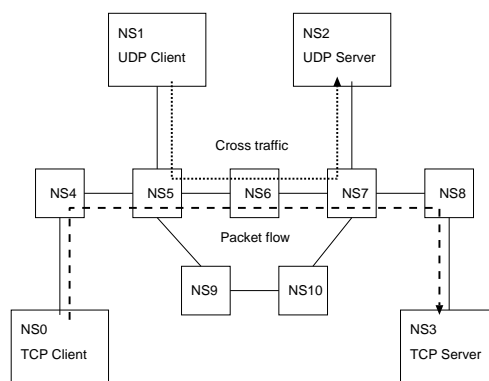 NS1
UDP Client
NS2
UDP Server
Cross traffic
NS4
NS5
NS6
NS7
NS8
Packet flow
NS9
NS10
NS0
TCP Client
NS3
TCP Server